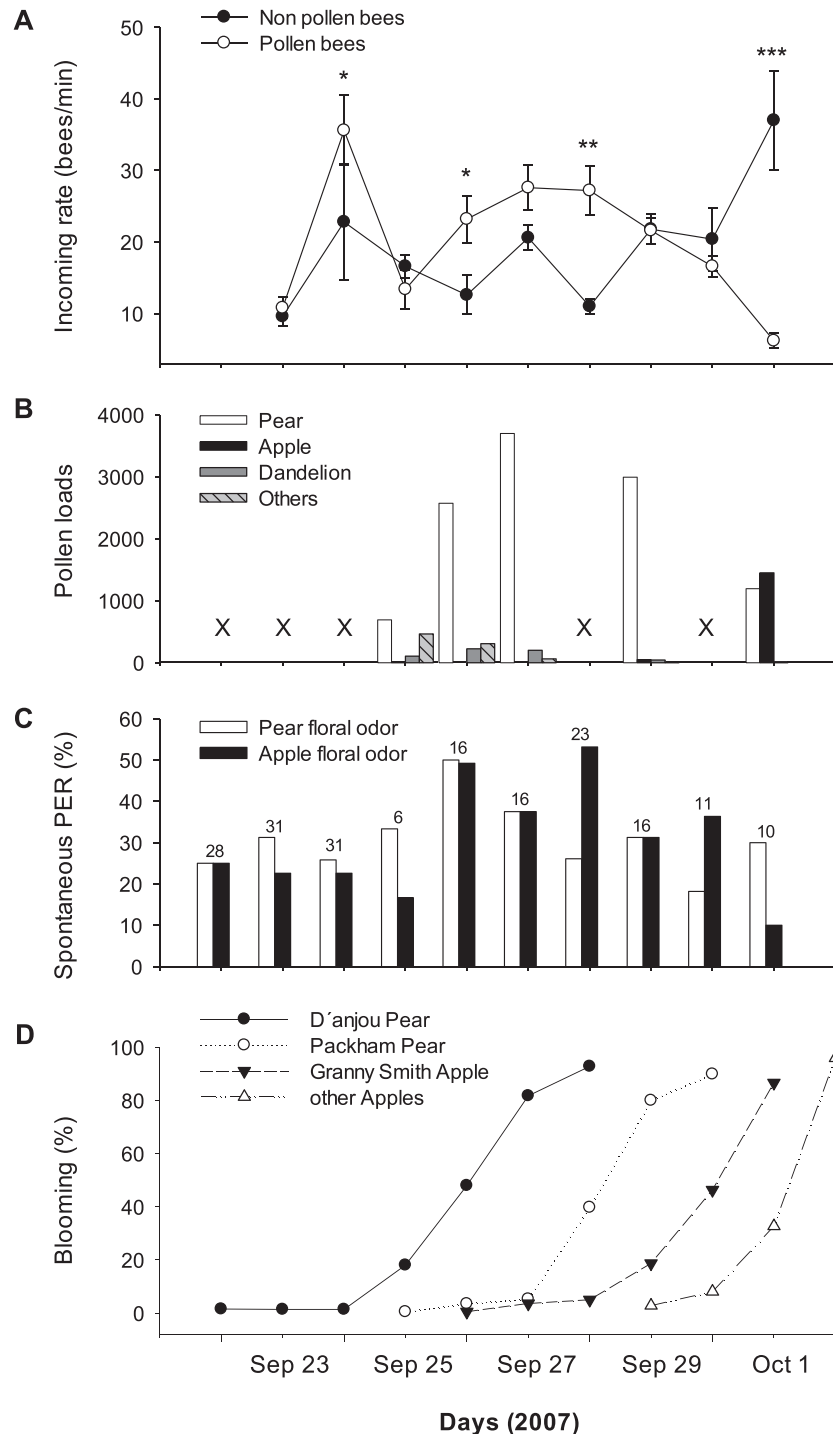 A
Non pollen bees
Pollen bees
Incoming rate (bees/min)
50
40
30
20
10
*
*
**
***
B
Pear
Apple
Dandelion
Others
Pollen loads
4000
3000
2000
1000
0
X X X X X
C
Pear floral odor
Apple floral odor
Spontaneous PER (%)
60
50
40
30
20
10
0
28 31 31 6 16 16 23 16 11 10
D
D´anjou Pear
Packham Pear
Granny Smith Apple
other Apples
Blooming (%)
100
80
60
40
20
0
Sep 23 Sep 25 Sep 27 Sep 29 Oct 1
Days (2007)